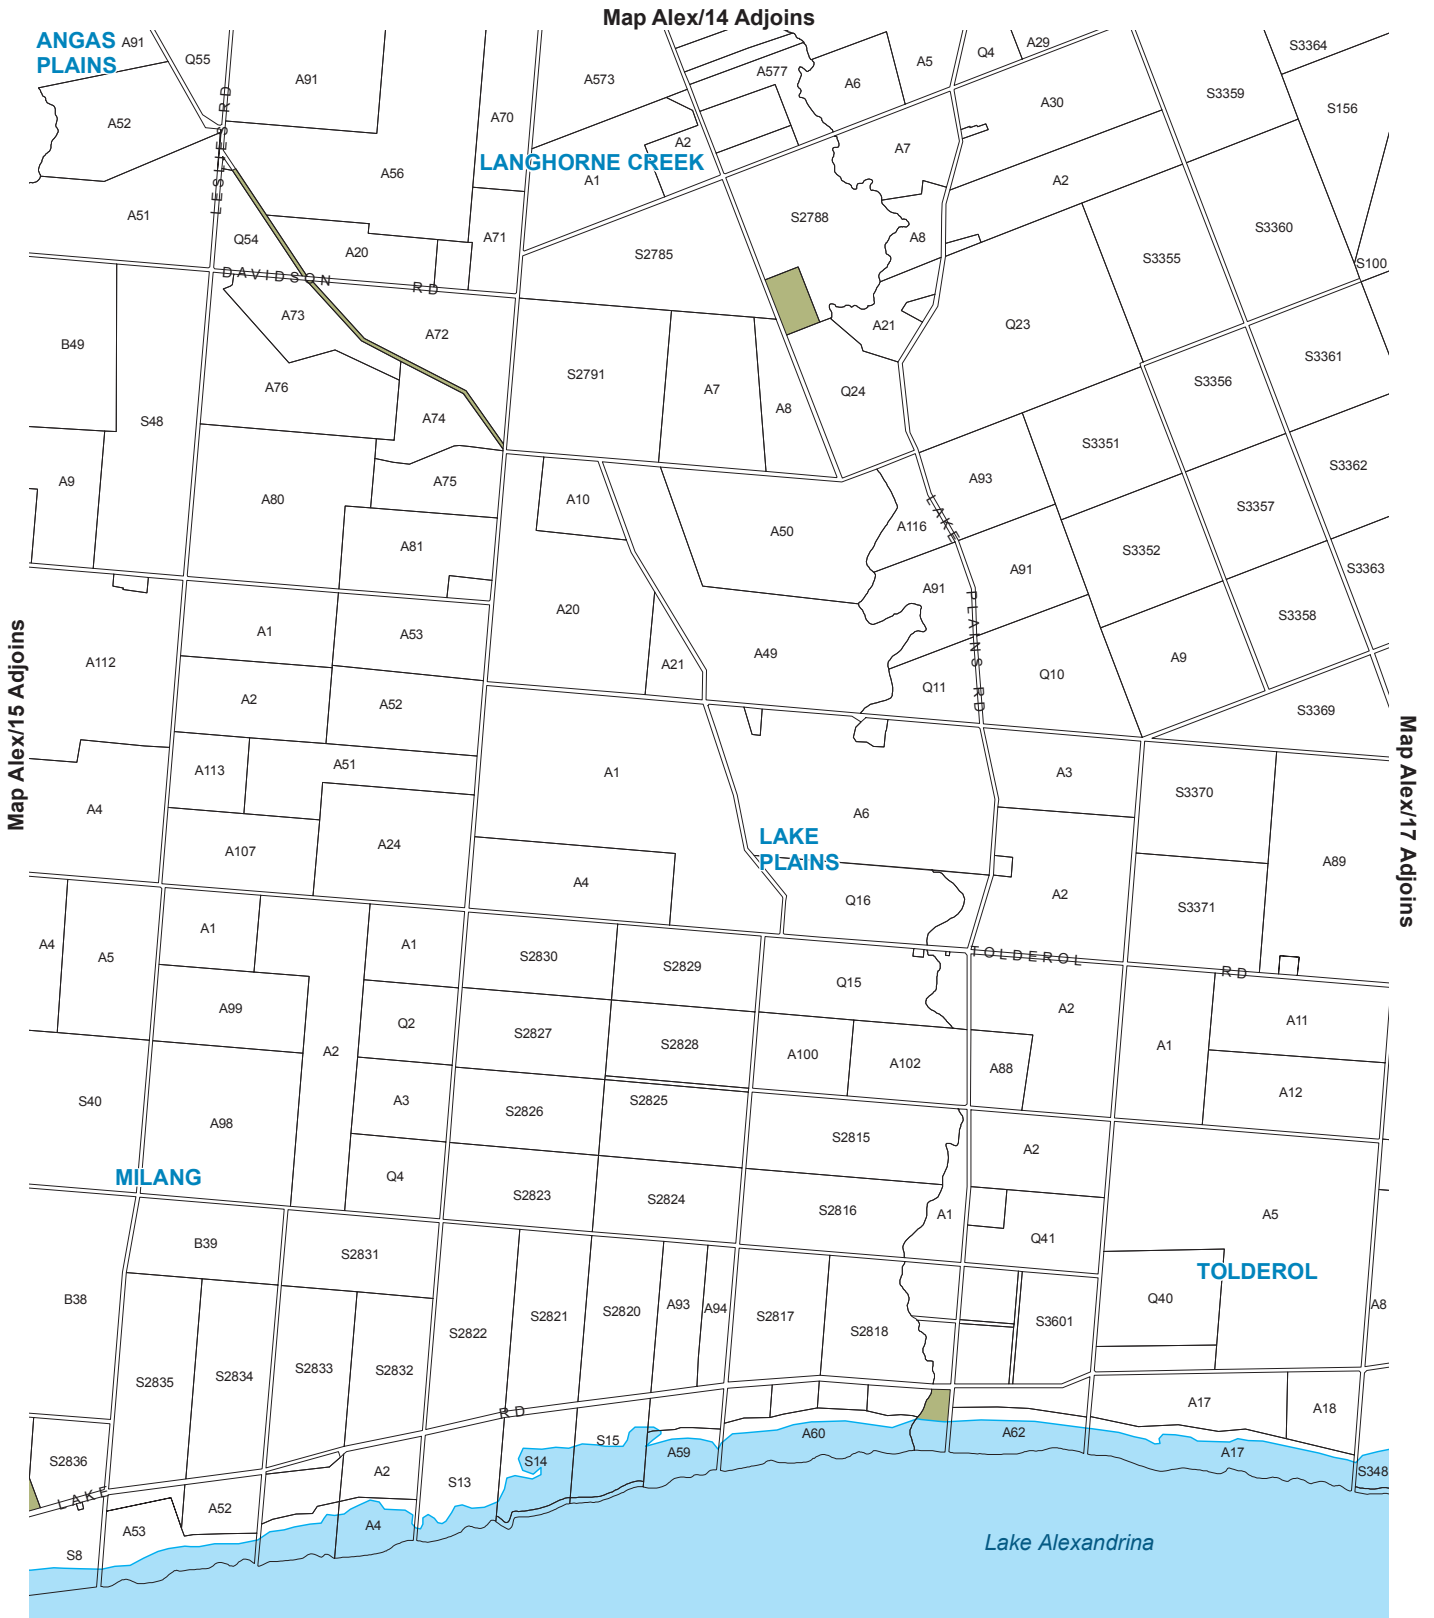 Map Alex/14 Adjoins
ANGAS
PLAINS
A91
Q55
A91
A573
A577
A6
A5
Q4
A29
S3364
S3359
S156
A52
LESLIES RD
A70
A30
A2
A7
LANGHORNE CREEK
A56
A1
A2
A51
Q54
A20
A71
S2785
S2788
A8
S3355
S3360
S100
DAVIDSON
RD
A73
A72
A21
Q23
B49
S3361
S2791
A7
A8
Q24
S3356
A76
S48
A74
S3351
A9
A75
A93
S3362
A80
A10
A50
A116
LAKE
S3357
A81
S3352
A91
A91
S3363
A20
PLAINS RD
S3358
A1
A53
A112
A21
A49
Q11
Q10
A9
Map Alex/15 Adjoins
A2
A52
S3369
Map Alex/17 Adjoins
A113
A51
A1
A3
S3370
A4
A6
LAKE
PLAINS
A107
A24
A89
A4
Q16
A2
S3371
A4
A5
A1
A1
S2830
S2829
TOLDEROL
RD
Q15
A99
Q2
S2827
S2828
A2
A11
A2
A100
A102
A88
A1
S40
A98
A3
S2826
S2825
A12
S2815
A2
MILANG
Q4
S2823
S2824
S2816
A1
A5
B39
S2831
Q41
TOLDEROL
B38
S2822
S2821
S2820
A93
A94
S2817
S2818
S3601
Q40
A8
S2835
S2834
S2833
S2832
RD
A17
A18
S2836
A2
S13
S14
S15
A59
A60
A62
A17
S348
LAKE
A53
A52
A4
S8
Lake Alexandrina